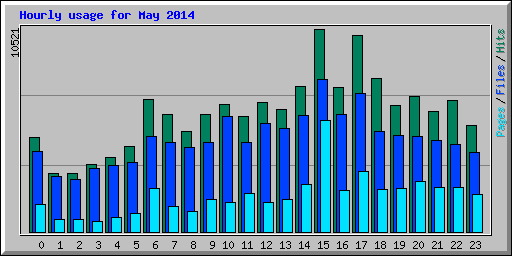 Hourly usage for May 2014
10521
Pages/Files/Hits
0 1 2 3 4 5 6 7 8 9 10 11 12 13 14 15 16 17 18 19 20 21 22 23